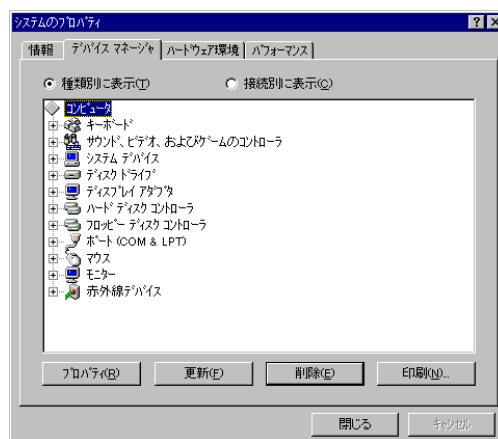 システムのプロパティ
情報 デバイス マネージャ ハードウェア環境 パフォーマンス
種類別に表示(T) 接続別に表示(C)
コンピュータ
キーボード
サウンド、ビデオ、およびゲームのコントローラ
システム デバイス
ディスク ドライブ
ディスプレイ アダプタ
ハード ディスク コントローラ
フロッピー ディスク コントローラ
ポート (COM & LPT)
マウス
モニター
赤外線デバイス
プロパティ(R) 更新(F) 削除(E) 印刷(N)...
閉じる キャンセル